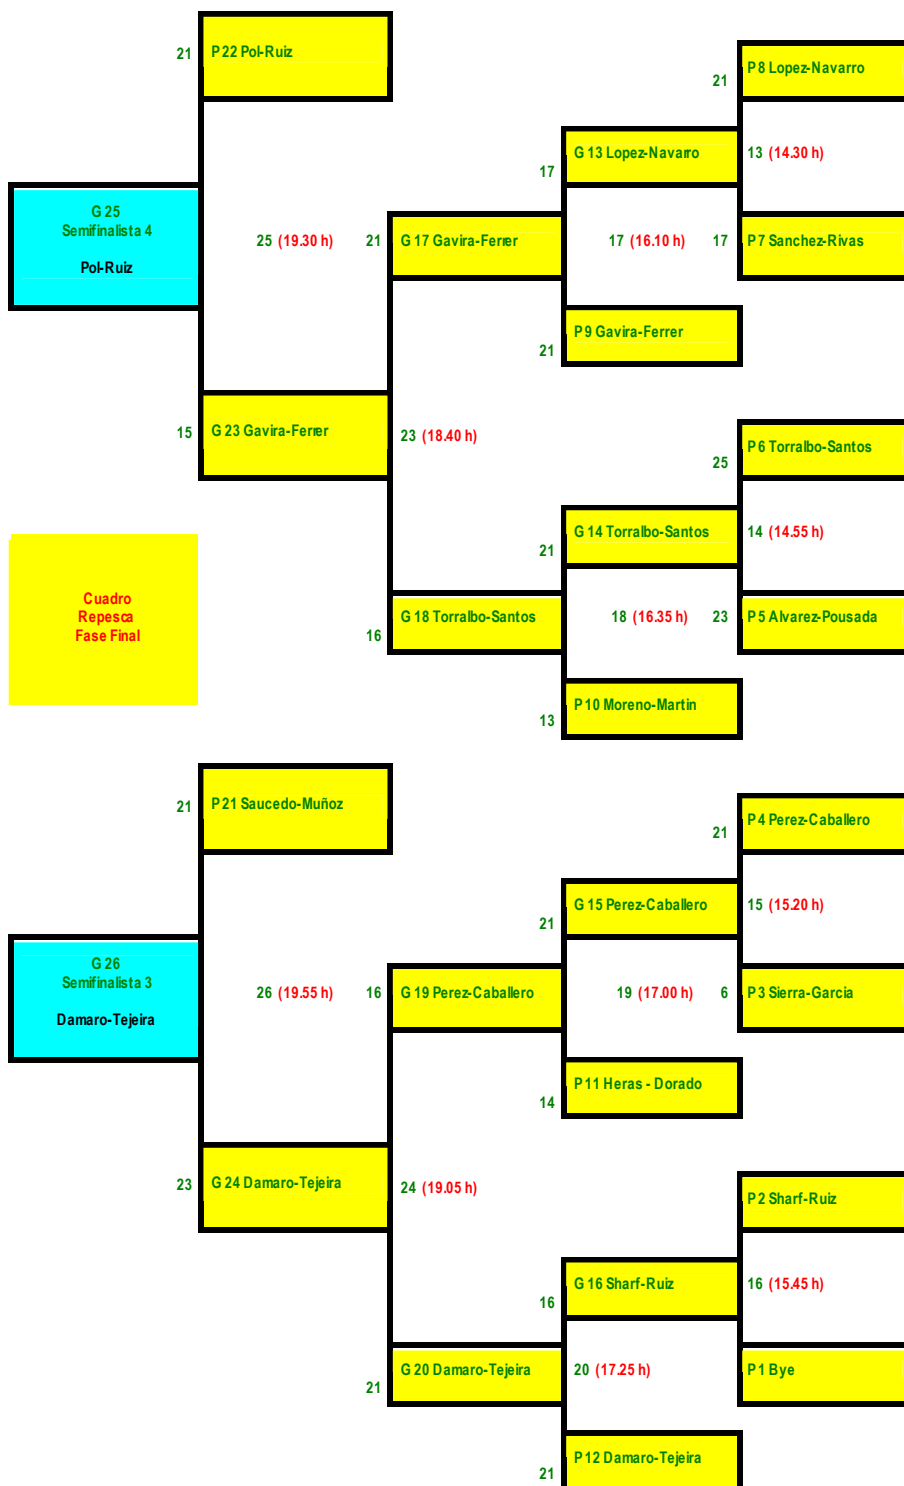 21 P 22 Pol-Ruiz
P 8 Lopez-Navarro
21
G 13 Lopez-Navarro
13 (14.30 h)
17
G 25
Semifinalista 4
Pol-Ruiz
25 (19.30 h)
21 G 17 Gavira-Ferrer
17 (16.10 h)
17 P 7 Sanchez-Rivas
P 9 Gavira-Ferrer
21
15 G 23 Gavira-Ferrer
23 (18.40 h)
P 6 Torralbo-Santos
25
G 14 Torralbo-Santos
14 (14.55 h)
21
Cuadro
Repesca
Fase Final
G 18 Torralbo-Santos
16
18 (16.35 h)
23 P 5 Alvarez-Pousada
P 10 Moreno-Martin
13
21 P 21 Saucedo-Muñoz
P 4 Perez-Caballero
21
G 15 Perez-Caballero
15 (15.20 h)
21
G 26
Semifinalista 3
Damaro-Tejeira
26 (19.55 h)
16 G 19 Perez-Caballero
19 (17.00 h)
6 P 3 Sierra-Garcia
P 11 Heras - Dorado
14
23 G 24 Damaro-Tejeira
24 (19.05 h)
P 2 Sharf-Ruiz
G 16 Sharf-Ruiz
16 (15.45 h)
16
G 20 Damaro-Tejeira
21
20 (17.25 h)
P 1 Bye
P 12 Damaro-Tejeira
21